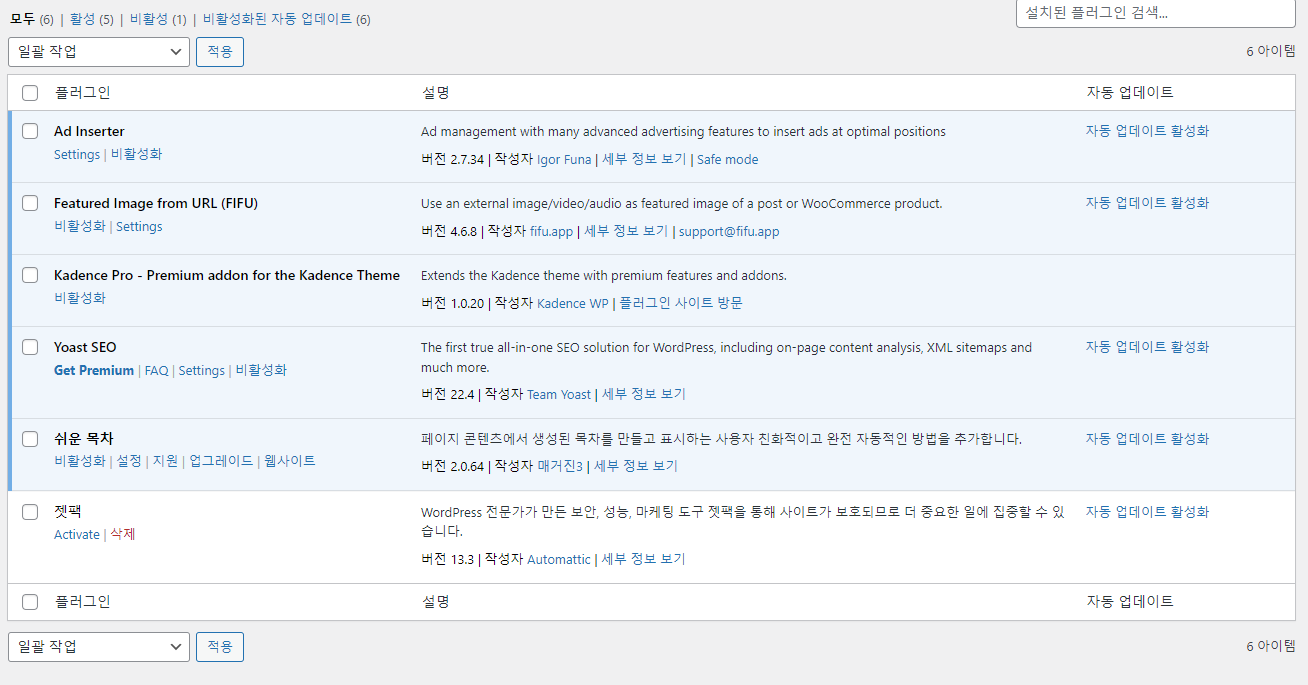 모두 (6) | 활성 (5) | 비활성 (1) | 비활성화된 자동 업데이트 (6)
설치된 플러그인 검색...
일괄 작업 적용
6 아이템
플러그인 설명 자동 업데이트
Ad Inserter
Settings | 비활성화
Ad management with many advanced advertising features to insert ads at optimal positions
버전 2.7.34 | 작성자 Igor Funa | 세부 정보 보기 | Safe mode
자동 업데이트 활성화
Featured Image from URL (FIFU)
비활성화 | Settings
Use an external image/video/audio as featured image of a post or WooCommerce product.
버전 4.6.8 | 작성자 fifu.app | 세부 정보 보기 | support@fifu.app
자동 업데이트 활성화
Kadence Pro - Premium addon for the Kadence Theme
비활성화
Extends the Kadence theme with premium features and addons.
버전 1.0.20 | 작성자 Kadence WP | 플러그인 사이트 방문
Yoast SEO
Get Premium | FAQ | Settings | 비활성화
The first true all-in-one SEO solution for WordPress, including on-page content analysis, XML sitemaps and
much more.
버전 22.4 | 작성자 Team Yoast | 세부 정보 보기
자동 업데이트 활성화
쉬운 목차
비활성화 | 설정 | 지원 | 업그레이드 | 웹사이트
페이지 콘텐츠에서 생성된 목차를 만들고 표시하는 사용자 친화적이고 완전 자동적인 방법을 추가합니다.
버전 2.0.64 | 작성자 매거진3 | 세부 정보 보기
자동 업데이트 활성화
젯팩
Activate | 삭제
WordPress 전문가가 만든 보안, 성능, 마케팅 도구 젯팩을 통해 사이트가 보호되므로 더 중요한 일에 집중할 수 있
습니다.
버전 13.3 | 작성자 Automattic | 세부 정보 보기
자동 업데이트 활성화
플러그인 설명 자동 업데이트
일괄 작업 적용
6 아이템